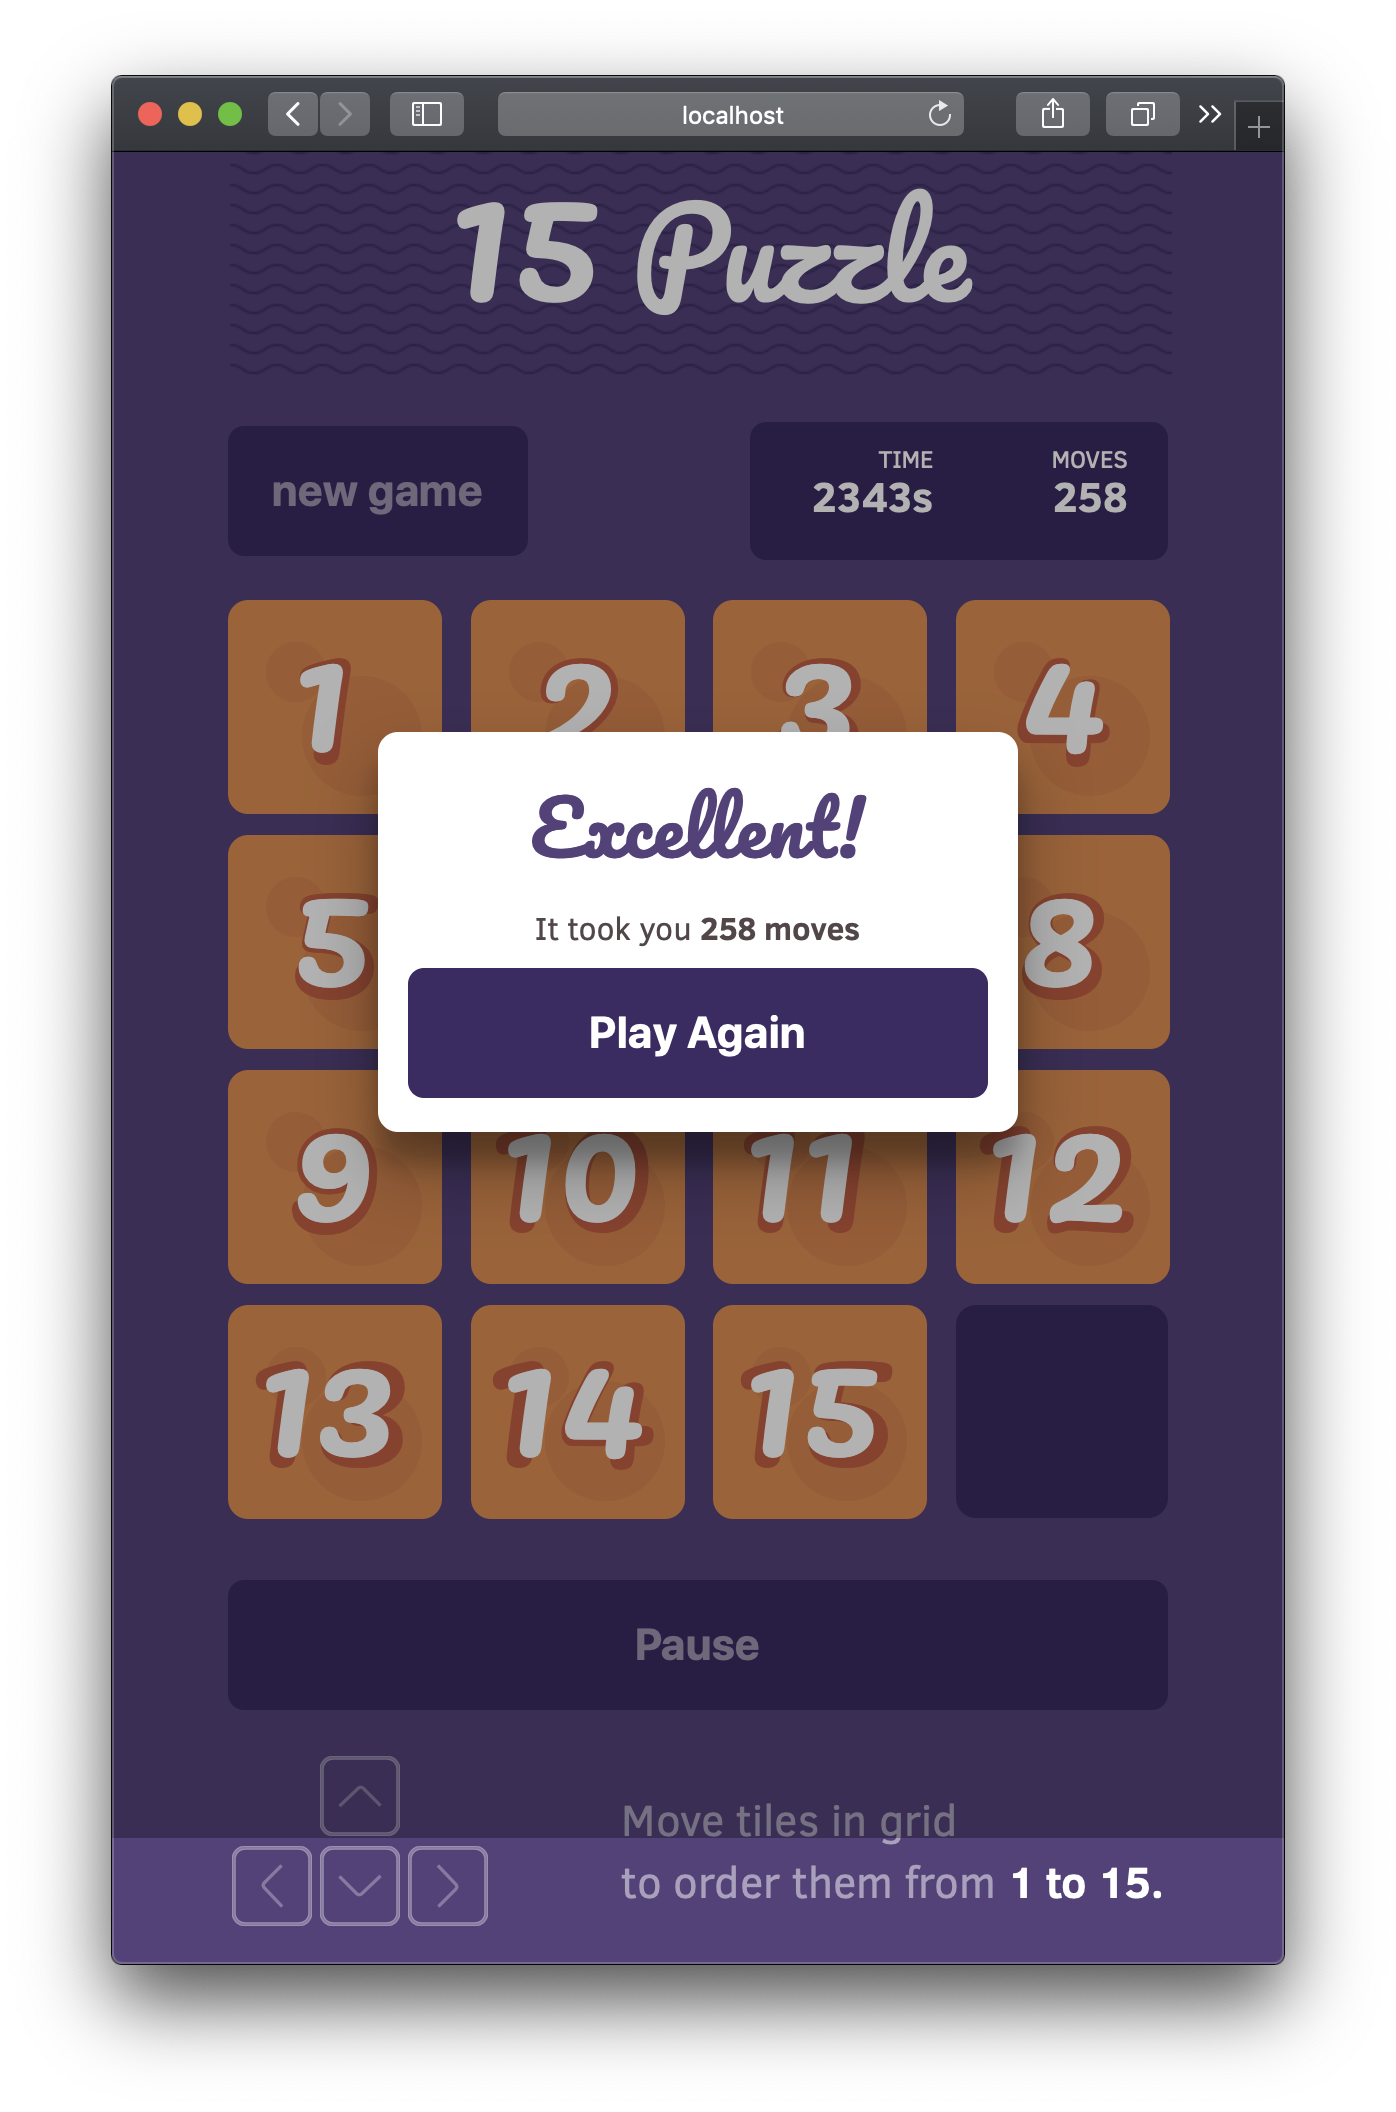 localhost
15 Puzzle
new game
TIME
2343s
MOVES
258
1
2
3
4
Excellent!
It took you 258 moves
Play Again
5
8
9
10
11
12
13
14
15
Pause
Move tiles in grid
to order them from 1 to 15.